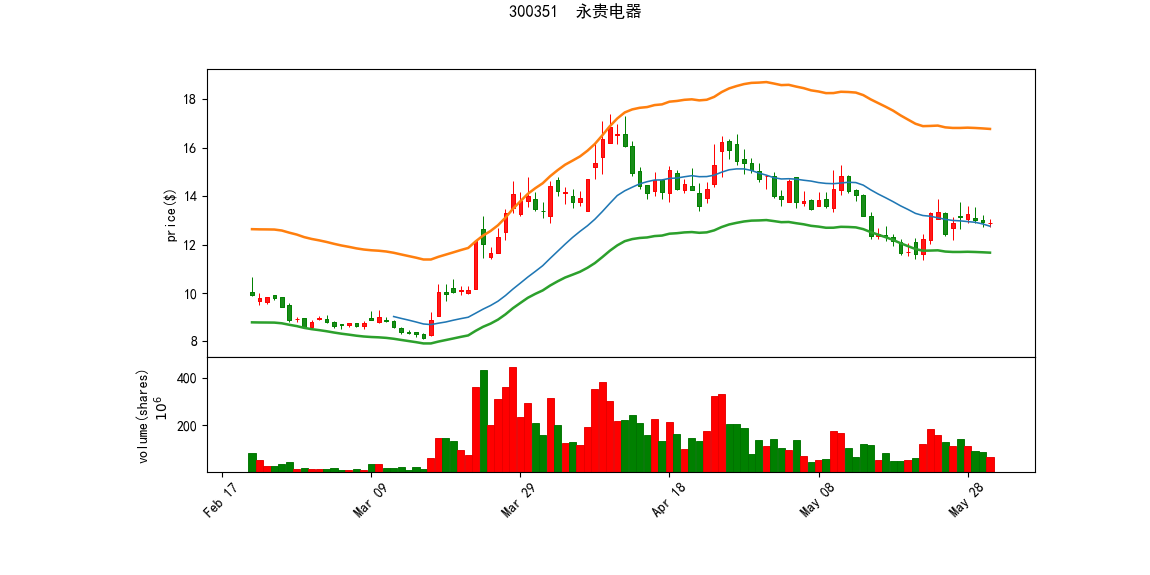 300351 永贵电器
price($)
18
16
14
12
10
8
volume(shares)
10^6
400
200
Feb 17
Mar 09
Mar 29
Apr 18
May 08
May 28